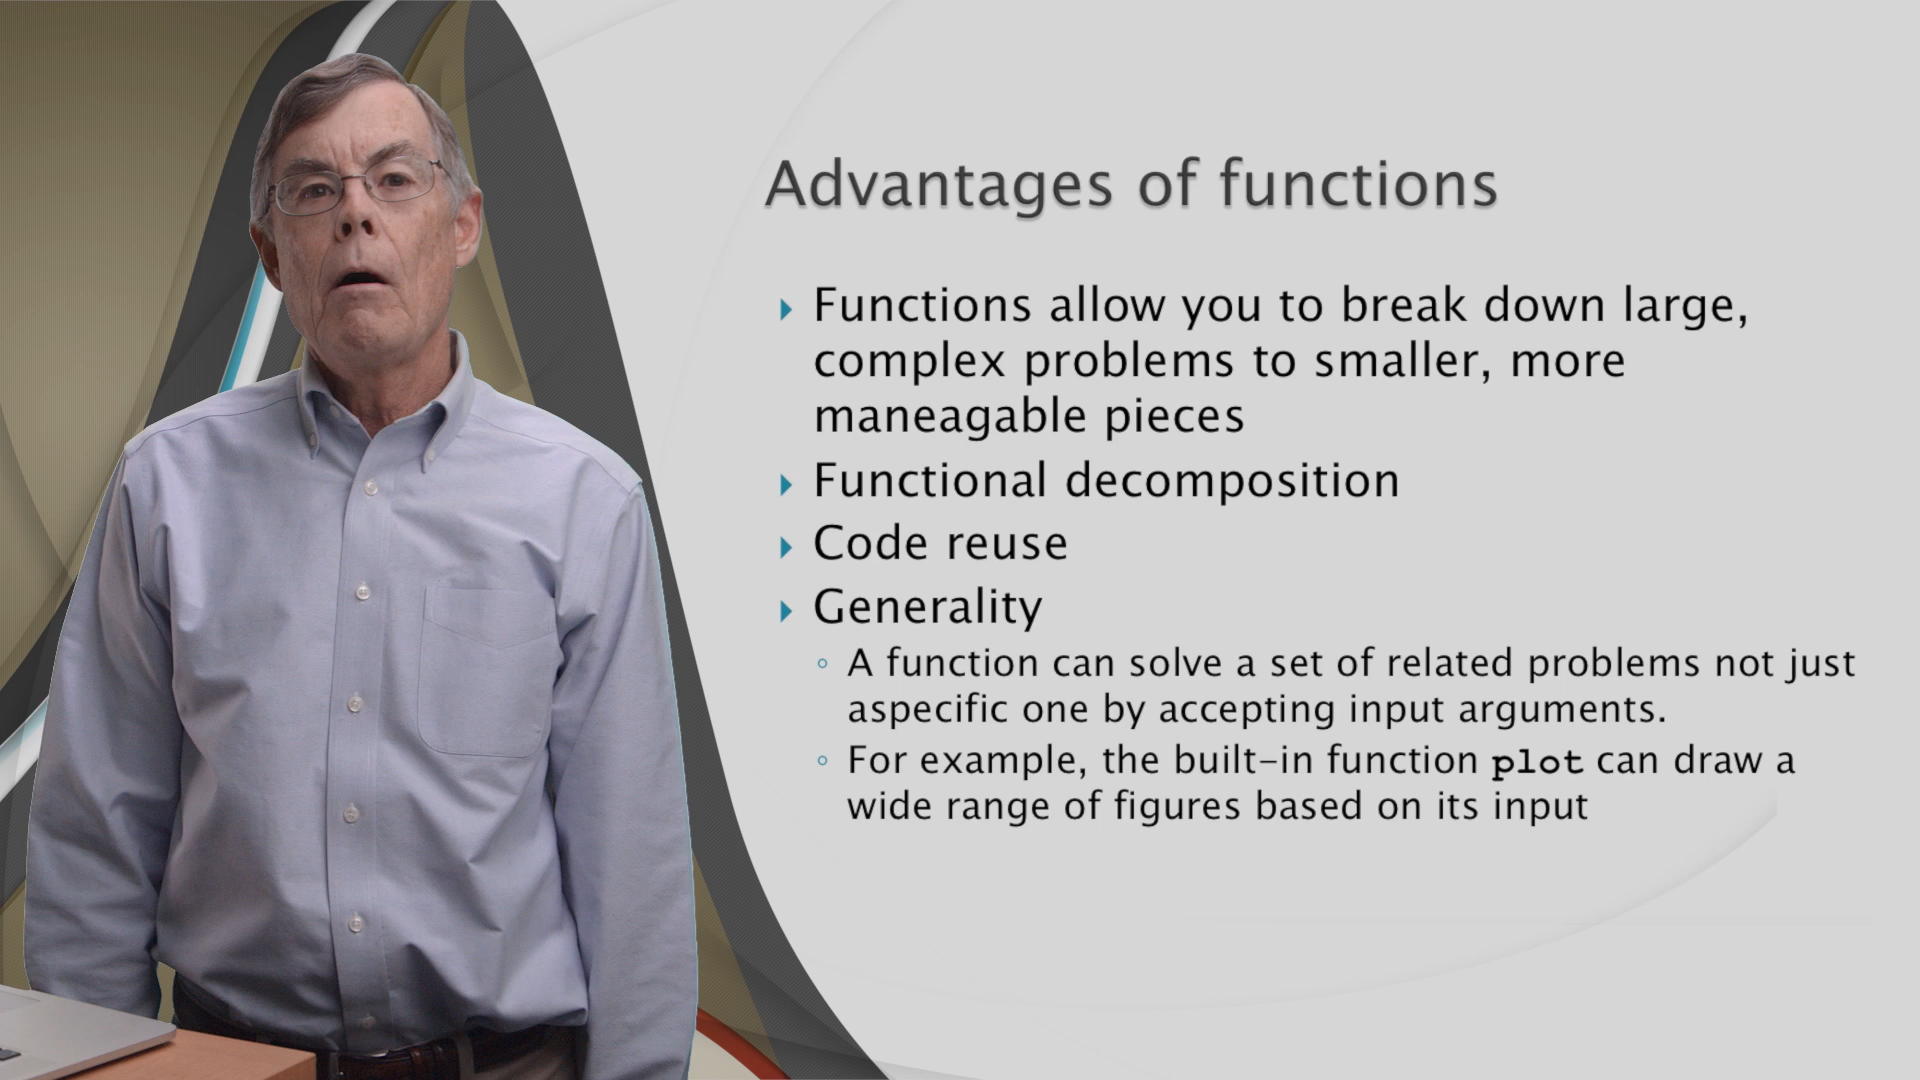 Advantages of functions
Functions allow you to break down large,
complex problems to smaller, more
maneagable pieces
Functional decomposition
Code reuse
Generality
A function can solve a set of related problems not just
aspecific one by accepting input arguments.
For example, the built-in function plot can draw a
wide range of figures based on its input